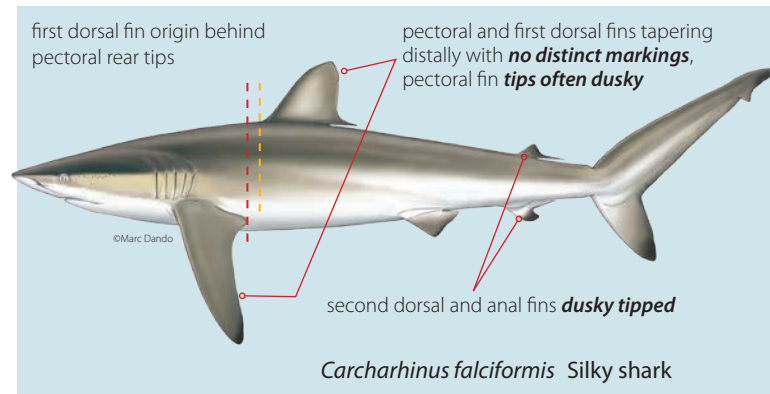 first dorsal fin origin behind
pectoral rear tips
pectoral and first dorsal fins tapering
distally with no distinct markings,
pectoral fin tips often dusky
©Marc Dando
second dorsal and anal fins dusky tipped
Carcharhinus falciformis Silky shark